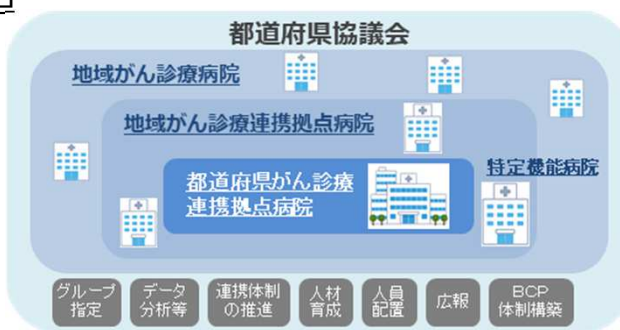 都道府県協議会
地域がん診療病院
地域がん診療連携拠点病院
特定機能病院
都道府県がん診療
連携拠点病院
グループ
指定
データ
分析等
連携体制
の推進
人材
育成
人員
配置
広報
BCP
体制構築